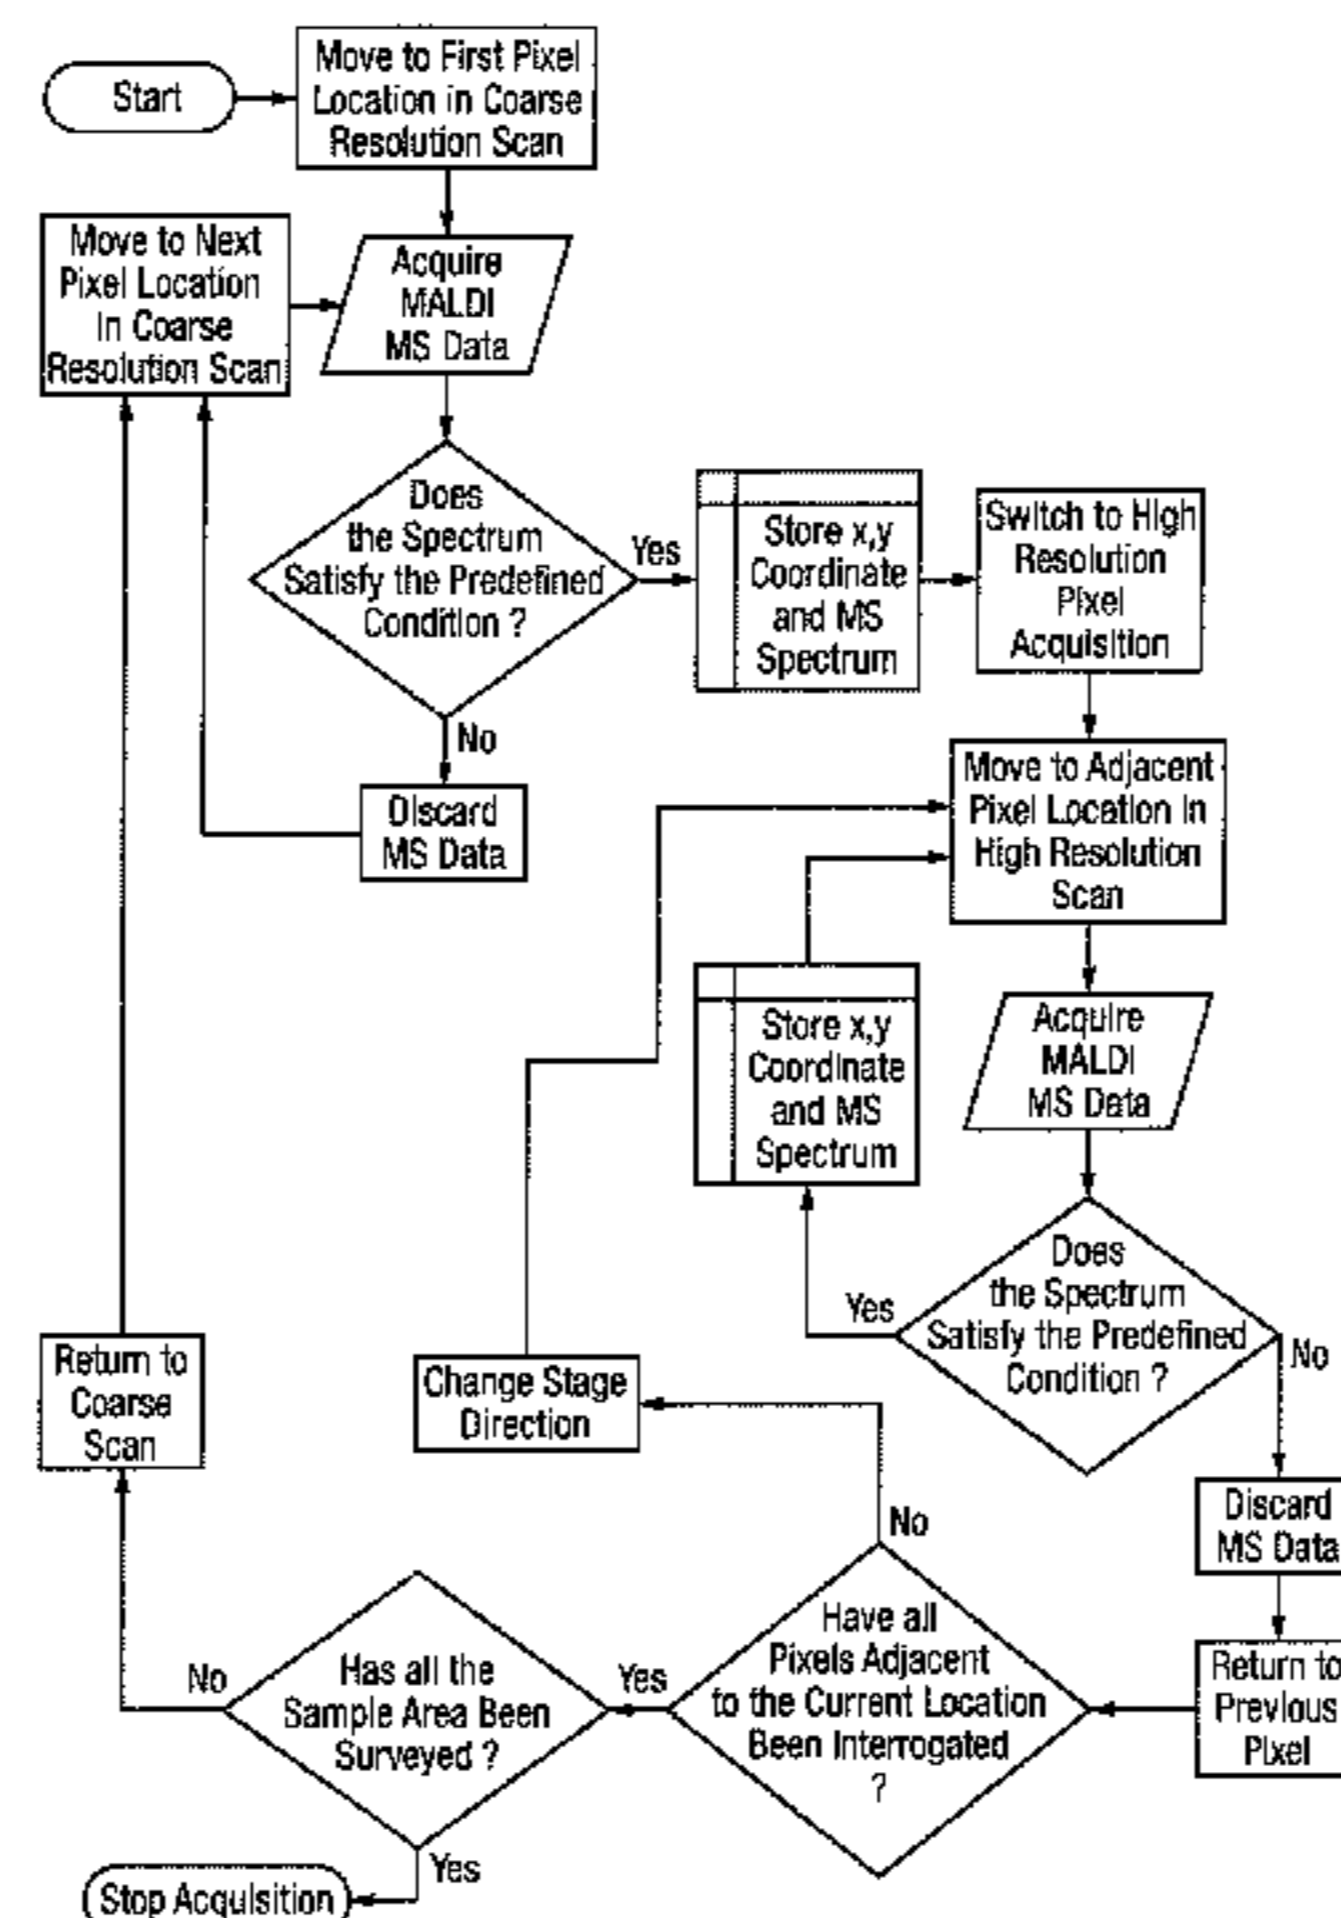 Start
Move to First Pixel
Location in Coarse
Resolution Scan
Move to Next
Pixel Location
In Coarse
Resolution Scan
Acquire
MALDI
MS Data
Does
the Spectrum
Satisfy the Predefined
Condition ?
Yes
Store x,y
Coordinate
and MS
Spectrum
Switch to High
Resolution
Pixel
Acquisition
No
Discard
MS Data
Move to Adjacent
Pixel Location In
High Resolution
Scan
Store x,y
Coordinate
and MS
Spectrum
Acquire
MALDI
MS Data
Does
the Spectrum
Satisfy the Predefined
Condition ?
Yes
No
Return to
Coarse
Scan
Change Stage
Direction
Discard
MS Data
No
Have all
Pixels Adjacent
to the Current Location
Been Interrogated
?
Return to
Previous
Pixel
Yes
Has all the
Sample Area Been
Surveyed ?
No
Yes
Stop Acquisition